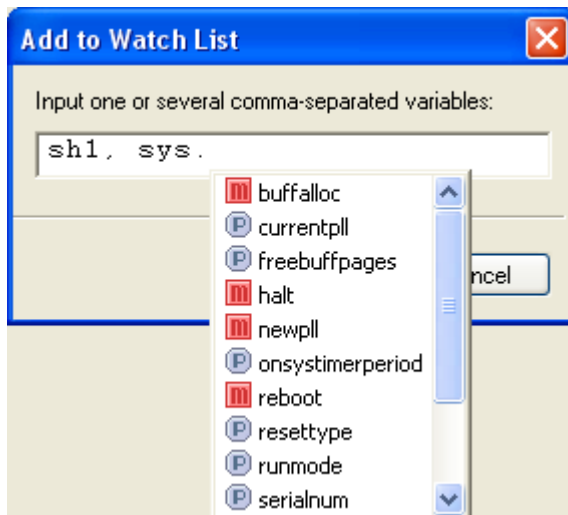 Add to Watch List
Input one or several comma-separated variables:
sh1, sys.
m buffalloc
P currentpll
P freebuffpages
m halt
ncel
m newpll
P onsystimerperiod
m reboot
P resettype
P runmode
P serialnum